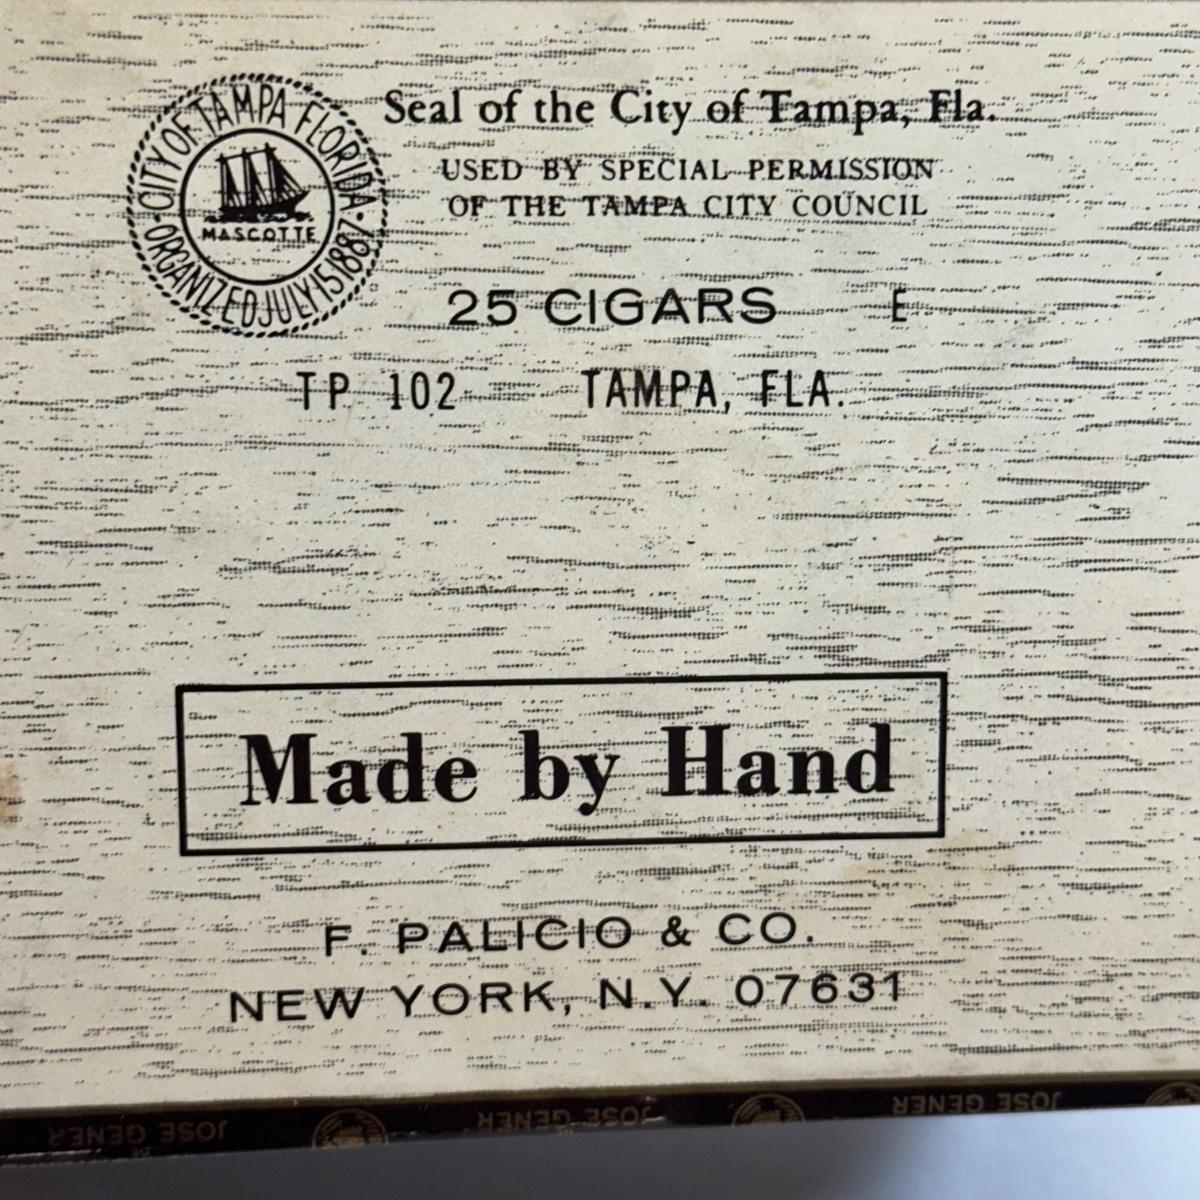 CITY OF TAMPA FLORIDA
MASCOTTE
ORGANIZED JULY 15 1887
Seal of the City of Tampa, Fla.
USED BY SPECIAL PERMISSION
OF THE TAMPA CITY COUNCIL
25 CIGARS E
TP 102 TAMPA, FLA.
Made by Hand
F. PALICIO & CO.
NEW YORK, N.Y. 07631
JOSE GENER JOSE GENER JOSE GENER